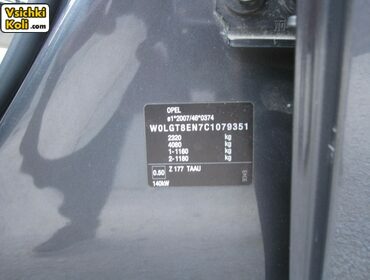 Vsichki
Koli.com
OPEL
e1*2007/46*0374
W0LGT8EN7C1079351
2220 kg
4080 kg
1-1160 kg
2-1180 kg
0.50 Z 177 TAAU
140kW